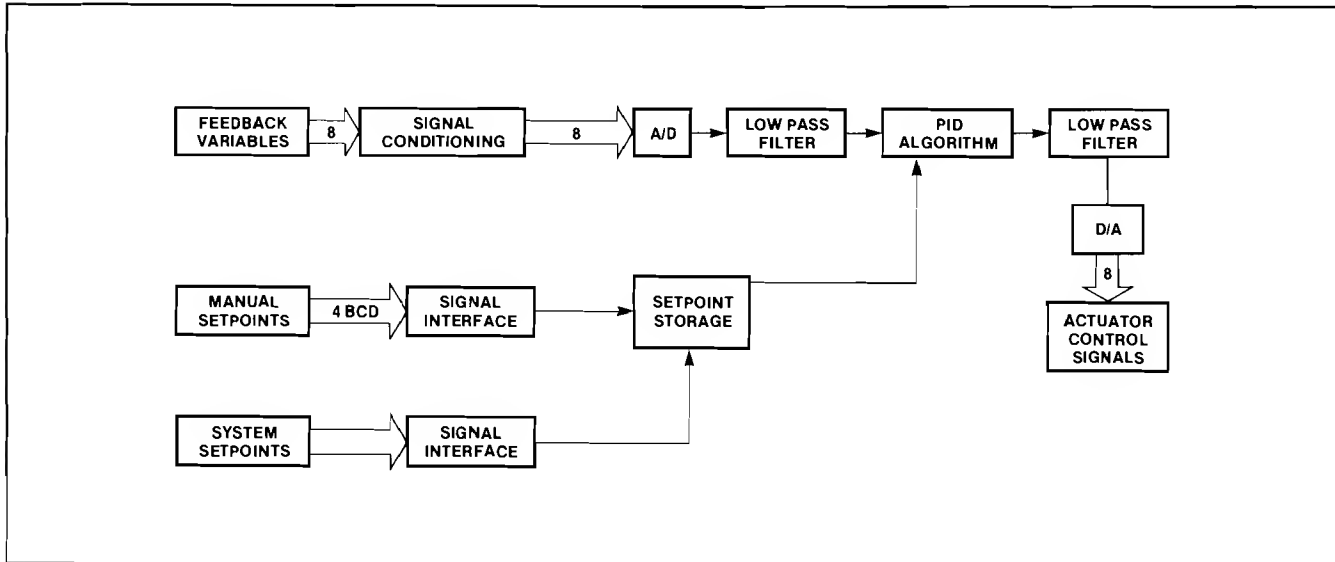 FEEDBACK
VARIABLES
8
SIGNAL
CONDITIONING
8
A/D
LOW PASS
FILTER
PID
ALGORITHM
LOW PASS
FILTER
D/A
8
ACTUATOR
CONTROL
SIGNALS
MANUAL
SETPOINTS
4 BCD
SIGNAL
INTERFACE
SETPOINT
STORAGE
SYSTEM
SETPOINTS
SIGNAL
INTERFACE